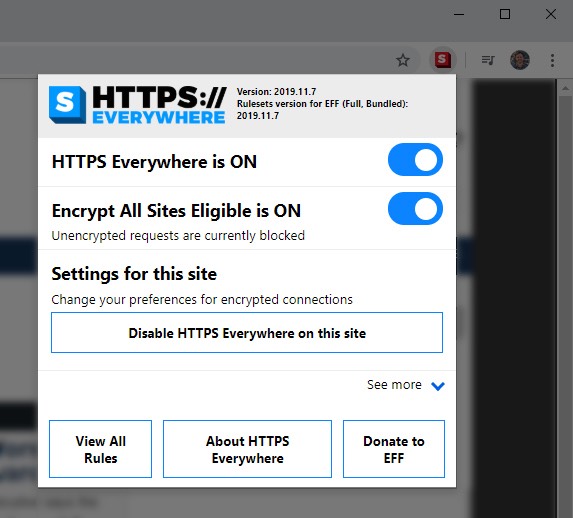 S HTTPS://
EVERYWHERE
Version: 2019.11.7
Rulesets version for EFF (Full, Bundled):
2019.11.7
HTTPS Everywhere is ON
Encrypt All Sites Eligible is ON
Unencrypted requests are currently blocked
Settings for this site
Change your preferences for encrypted connections
Disable HTTPS Everywhere on this site
See more
View All
Rules
About HTTPS
Everywhere
Donate to
EFF